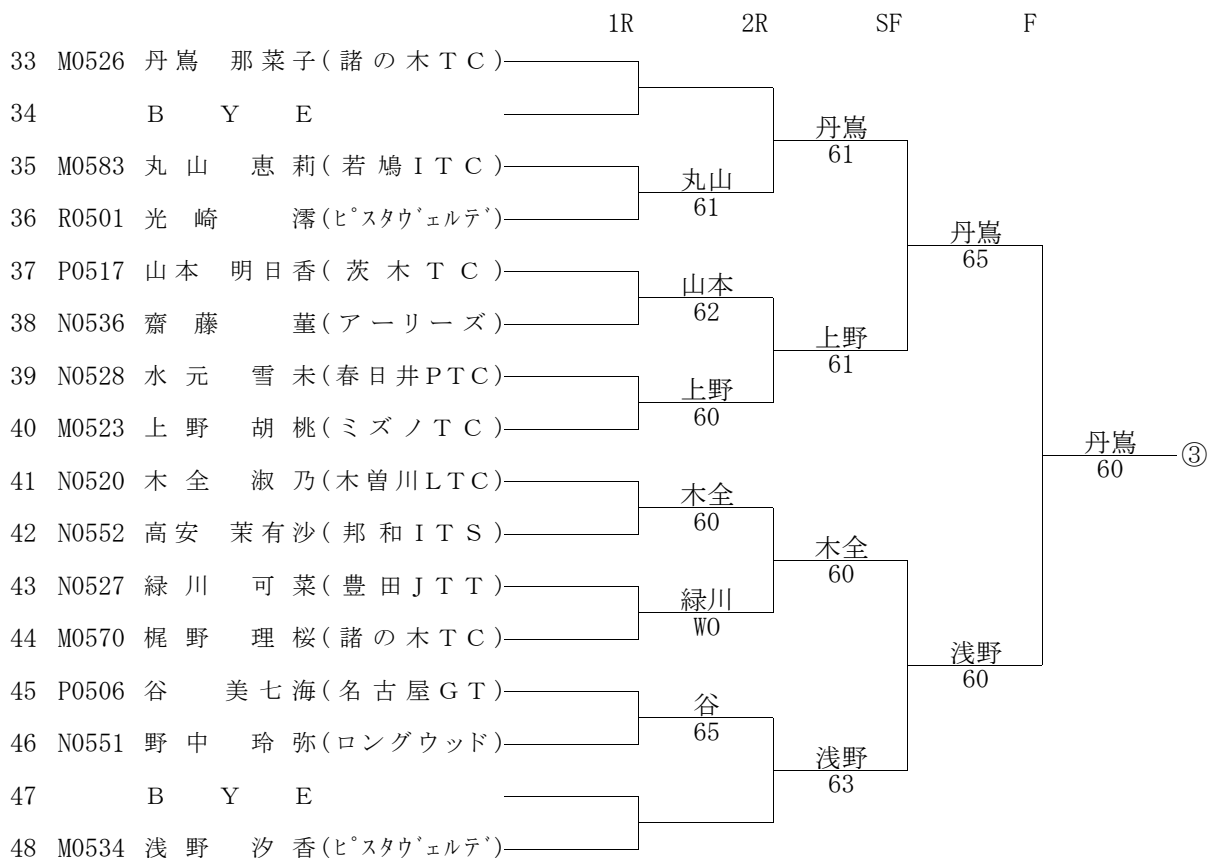 1R 2R SF F
33 M0526 丹嶌 那菜子(諸の木TC)
34 BYE
丹嶌
61
35 M0583 丸山 恵莉(若鳩ITC)
丸山
61
36 R0501 光崎 澪(ピスタヴェルデ)
丹嶌
65
37 P0517 山本 明日香(茨木TC)
山本
62
38 N0536 齋藤 菫(アーリーズ)
上野
61
39 N0528 水元 雪未(春日井PTC)
上野
60
40 M0523 上野 胡桃(ミズノTC)
丹嶌
60
③
41 N0520 木全 淑乃(木曽川LTC)
木全
60
42 N0552 高安 茉有沙(邦和ITS)
木全
60
43 N0527 緑川 可菜(豊田JTT)
緑川
WO
44 M0570 梶野 理桜(諸の木TC)
浅野
60
45 P0506 谷 美七海(名古屋GT)
谷
65
46 N0551 野中 玲弥(ロングウッド)
浅野
63
47 BYE
48 M0534 浅野 汐香(ピスタヴェルデ)